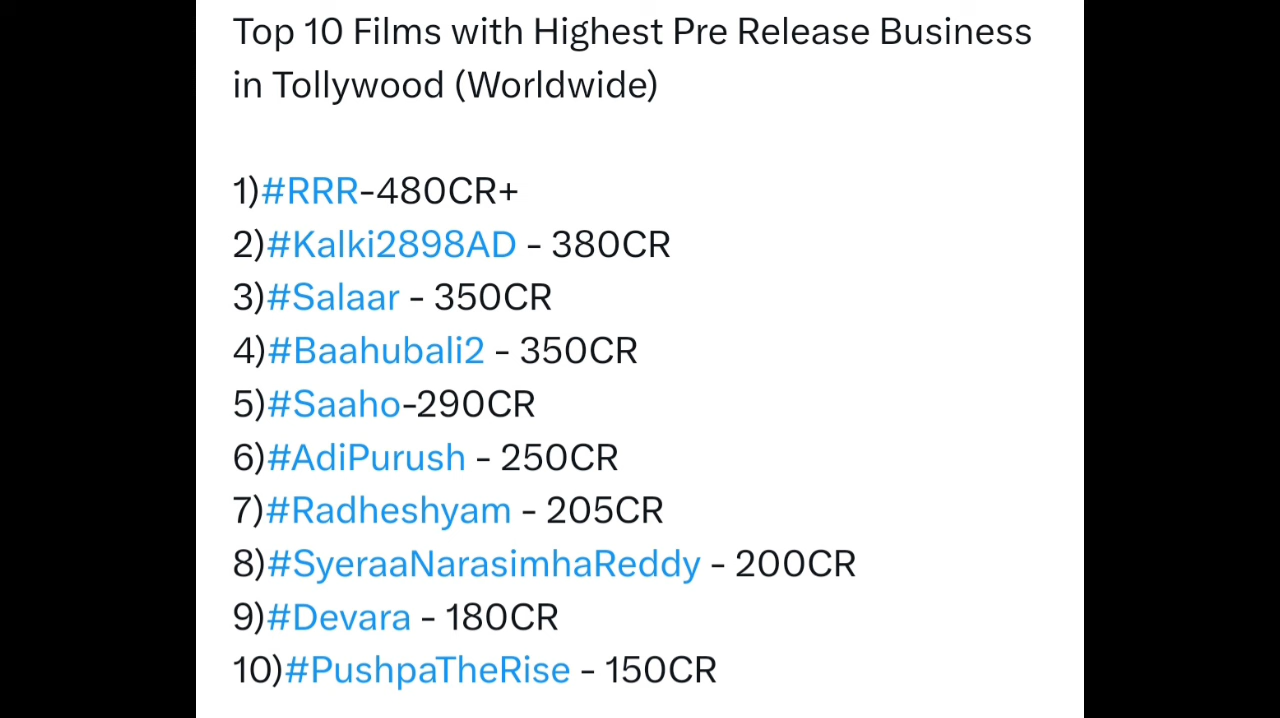 Top 10 Films with Highest Pre Release Business
in Tollywood (Worldwide)
1)#RRR-480CR+
2)#Kalki2898AD - 380CR
3)#Salaar - 350CR
4)#Baahubali2 - 350CR
5)#Saaho-290CR
6)#AdiPurush - 250CR
7)#Radheshyam - 205CR
8)#SyeraaNarasimhaReddy - 200CR
9)#Devara - 180CR
10)#PushpaTheRise - 150CR